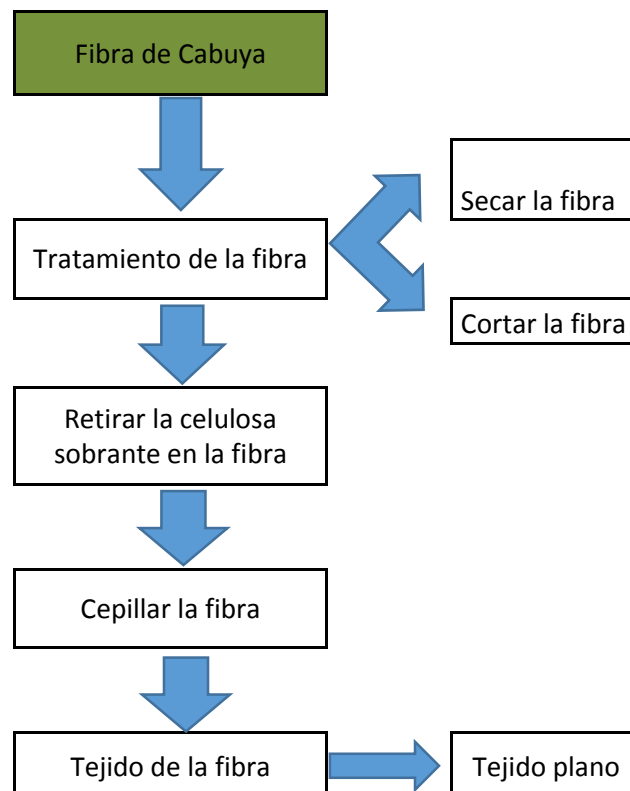 Fibra de Cabuya
Secar la fibra
Tratamiento de la fibra
Cortar la fibra
Retirar la celulosa
sobrante en la fibra
Cepillar la fibra
Tejido de la fibra
Tejido plano